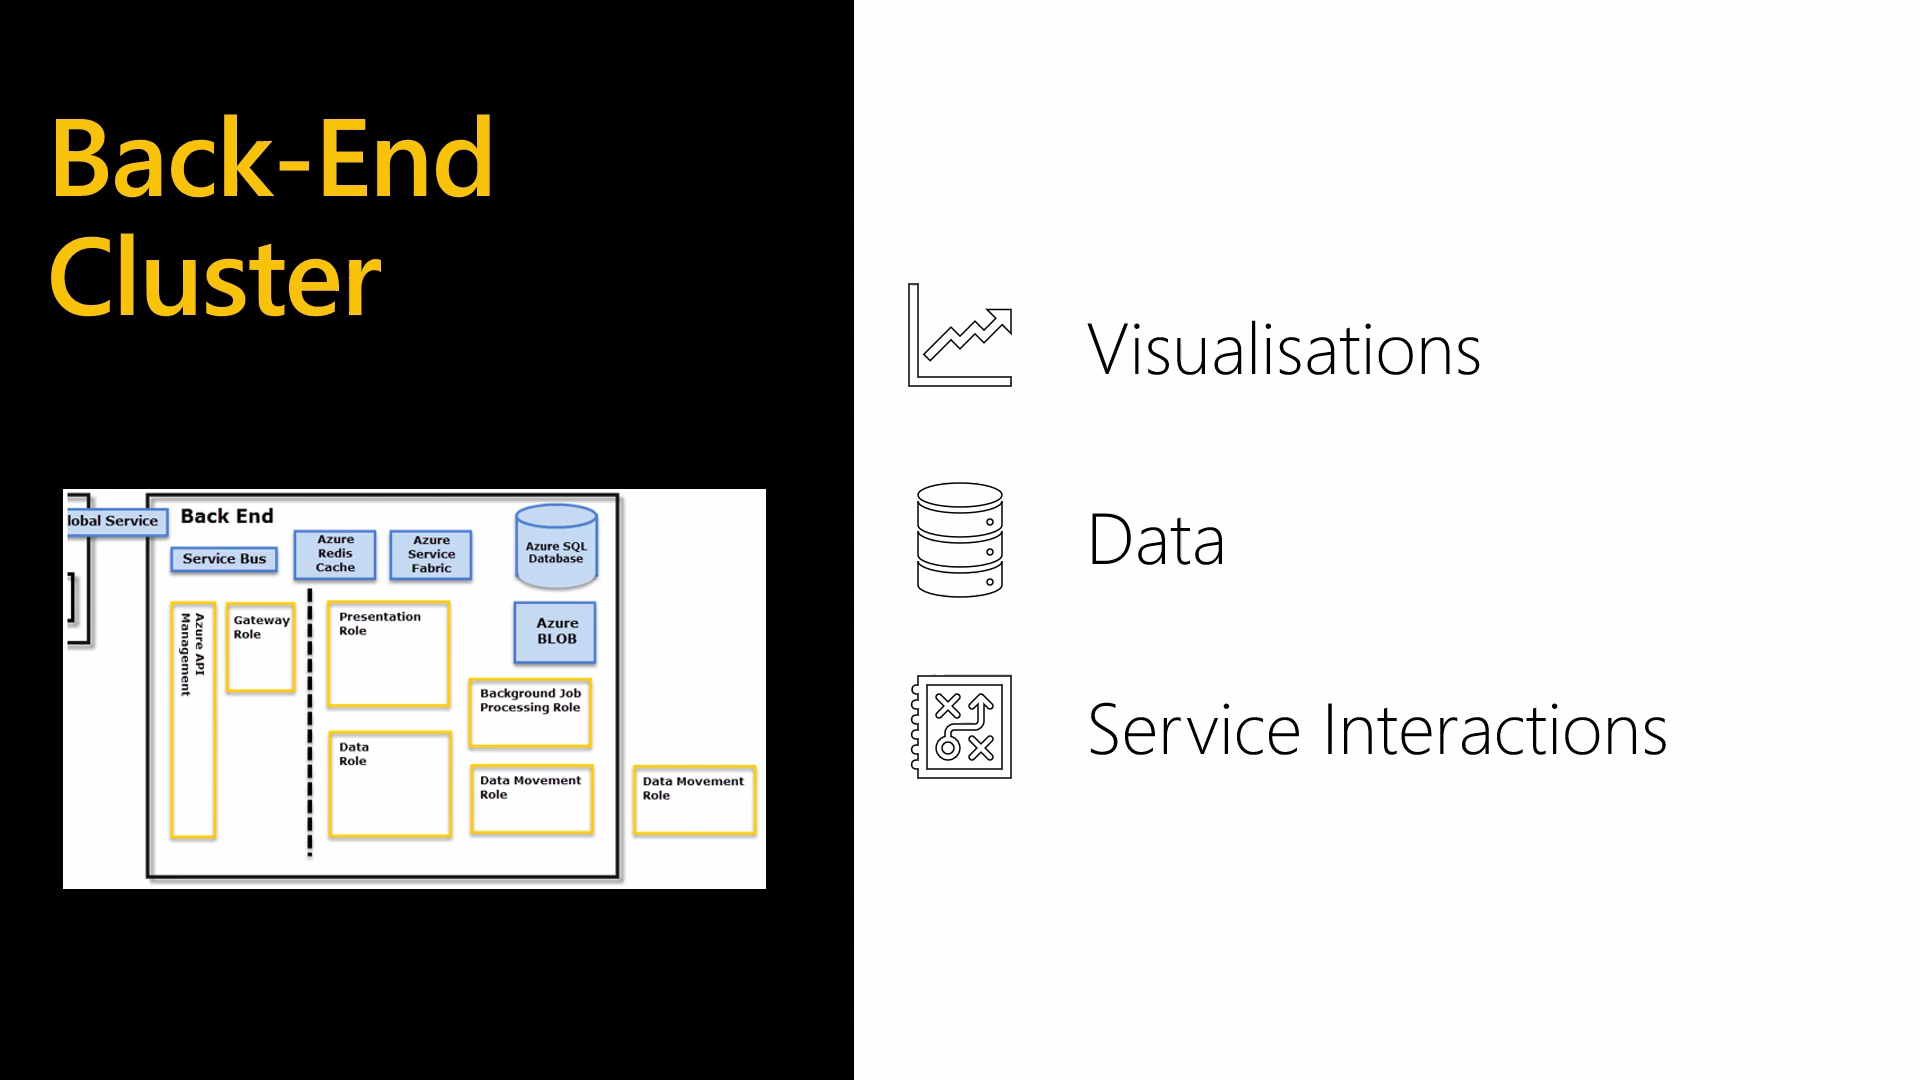 Back-End
Cluster
lobal Service
Back End
Service Bus
Azure
Redis
Cache
Azure
Service
Fabric
Azure SQL
Database
Azure API
Management
Gateway
Role
Presentation
Role
Azure
BLOB
Background Job
Processing Role
Data
Role
Data Movement
Role
Data Movement
Role
Visualisations
Data
Service Interactions